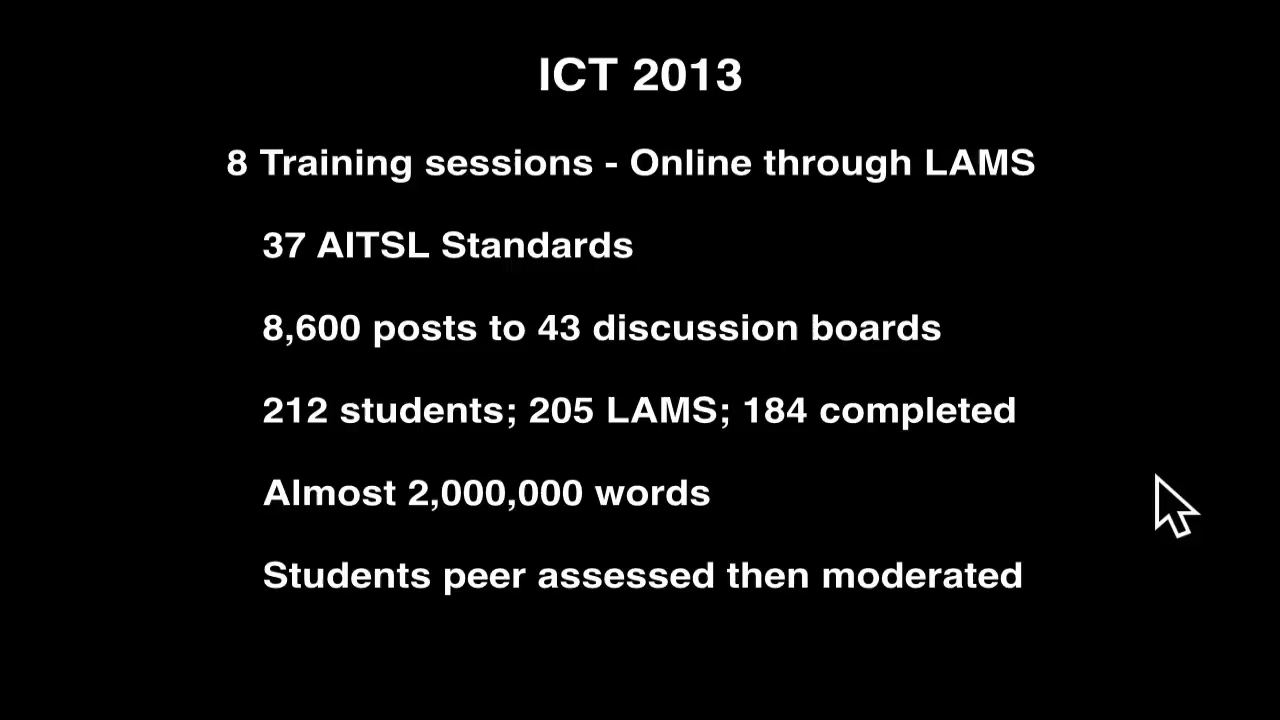 ICT 2013
8 Training sessions - Online through LAMS
37 AITSL Standards
8,600 posts to 43 discussion boards
212 students; 205 LAMS; 184 completed
Almost 2,000,000 words
Students peer assessed then moderated